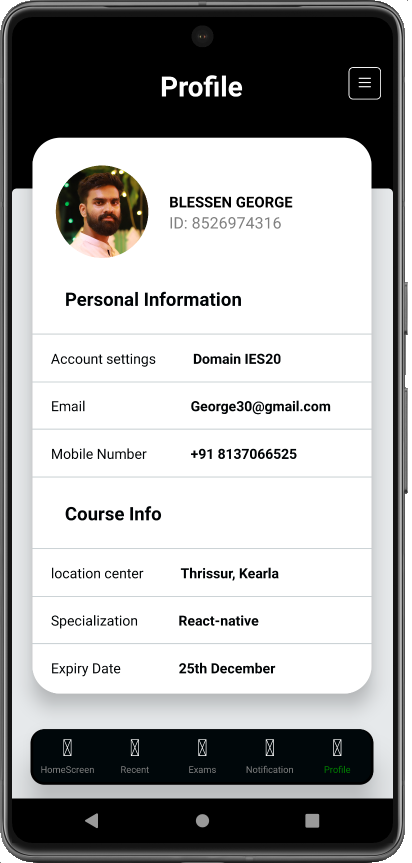 Profile
BLESSEN GEORGE
ID: 8526974316
Personal Information
Account settings Domain IES20
Email George30@gmail.com
Mobile Number +91 8137066525
Course Info
location center Thrissur, Kearla
Specialization React-native
Expiry Date 25th December
HomeScreen Recent Exams Notification Profile